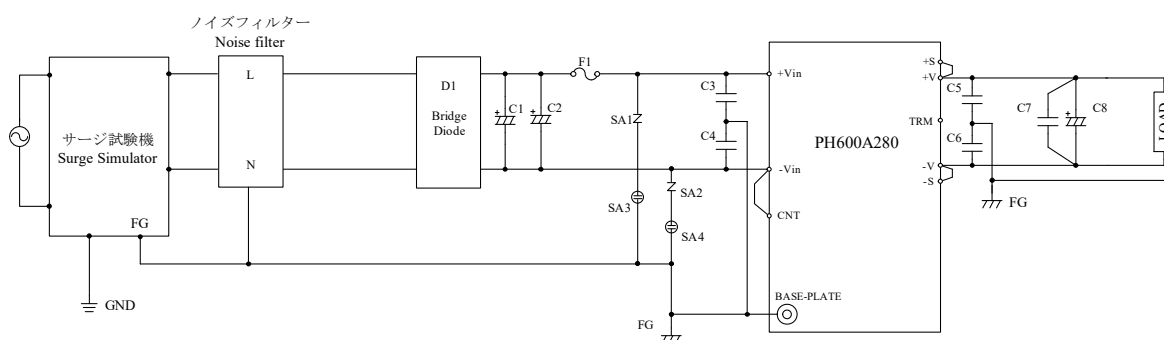 ノイズフィルター
Noise filter
サージ試験機
Surge Simulator
FG
GND
L
N
D1
Bridge
Diode
C1
C2
F1
SA1
SA3
SA2
SA4
C3
C4
FG
+Vin
-Vin
CNT
BASE-PLATE
PH600A280
+S
+V
TRM
-V
-S
C5
C6
FG
C7
C8
LOAD